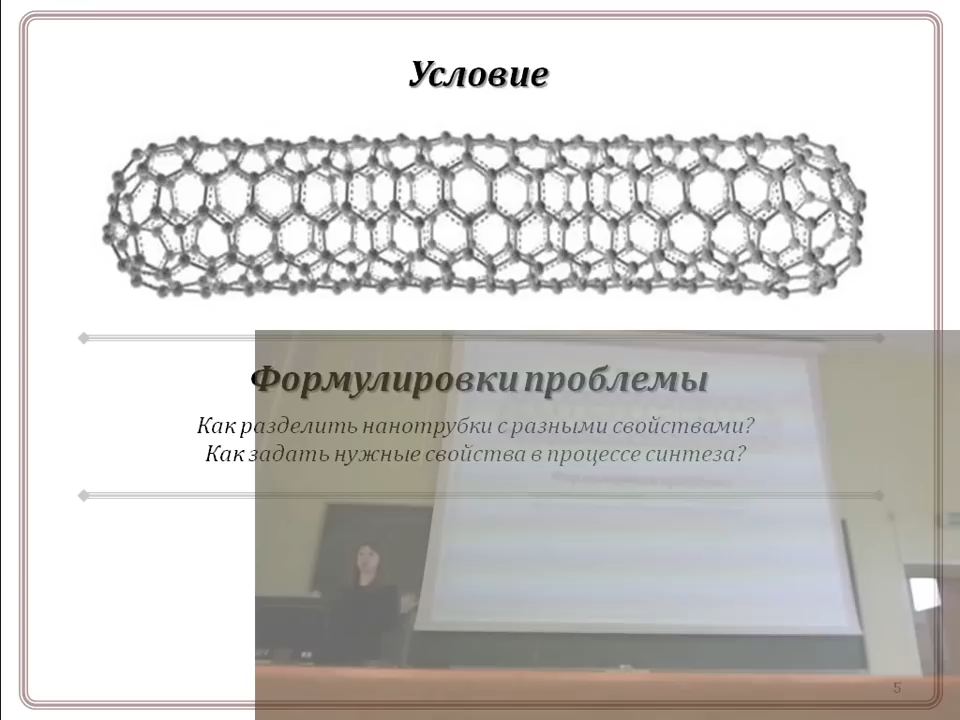 Условие
Формулировки проблемы
Как разделить нанотрубки с разными свойствами?
Как задать нужные свойства в процессе синтеза?
5